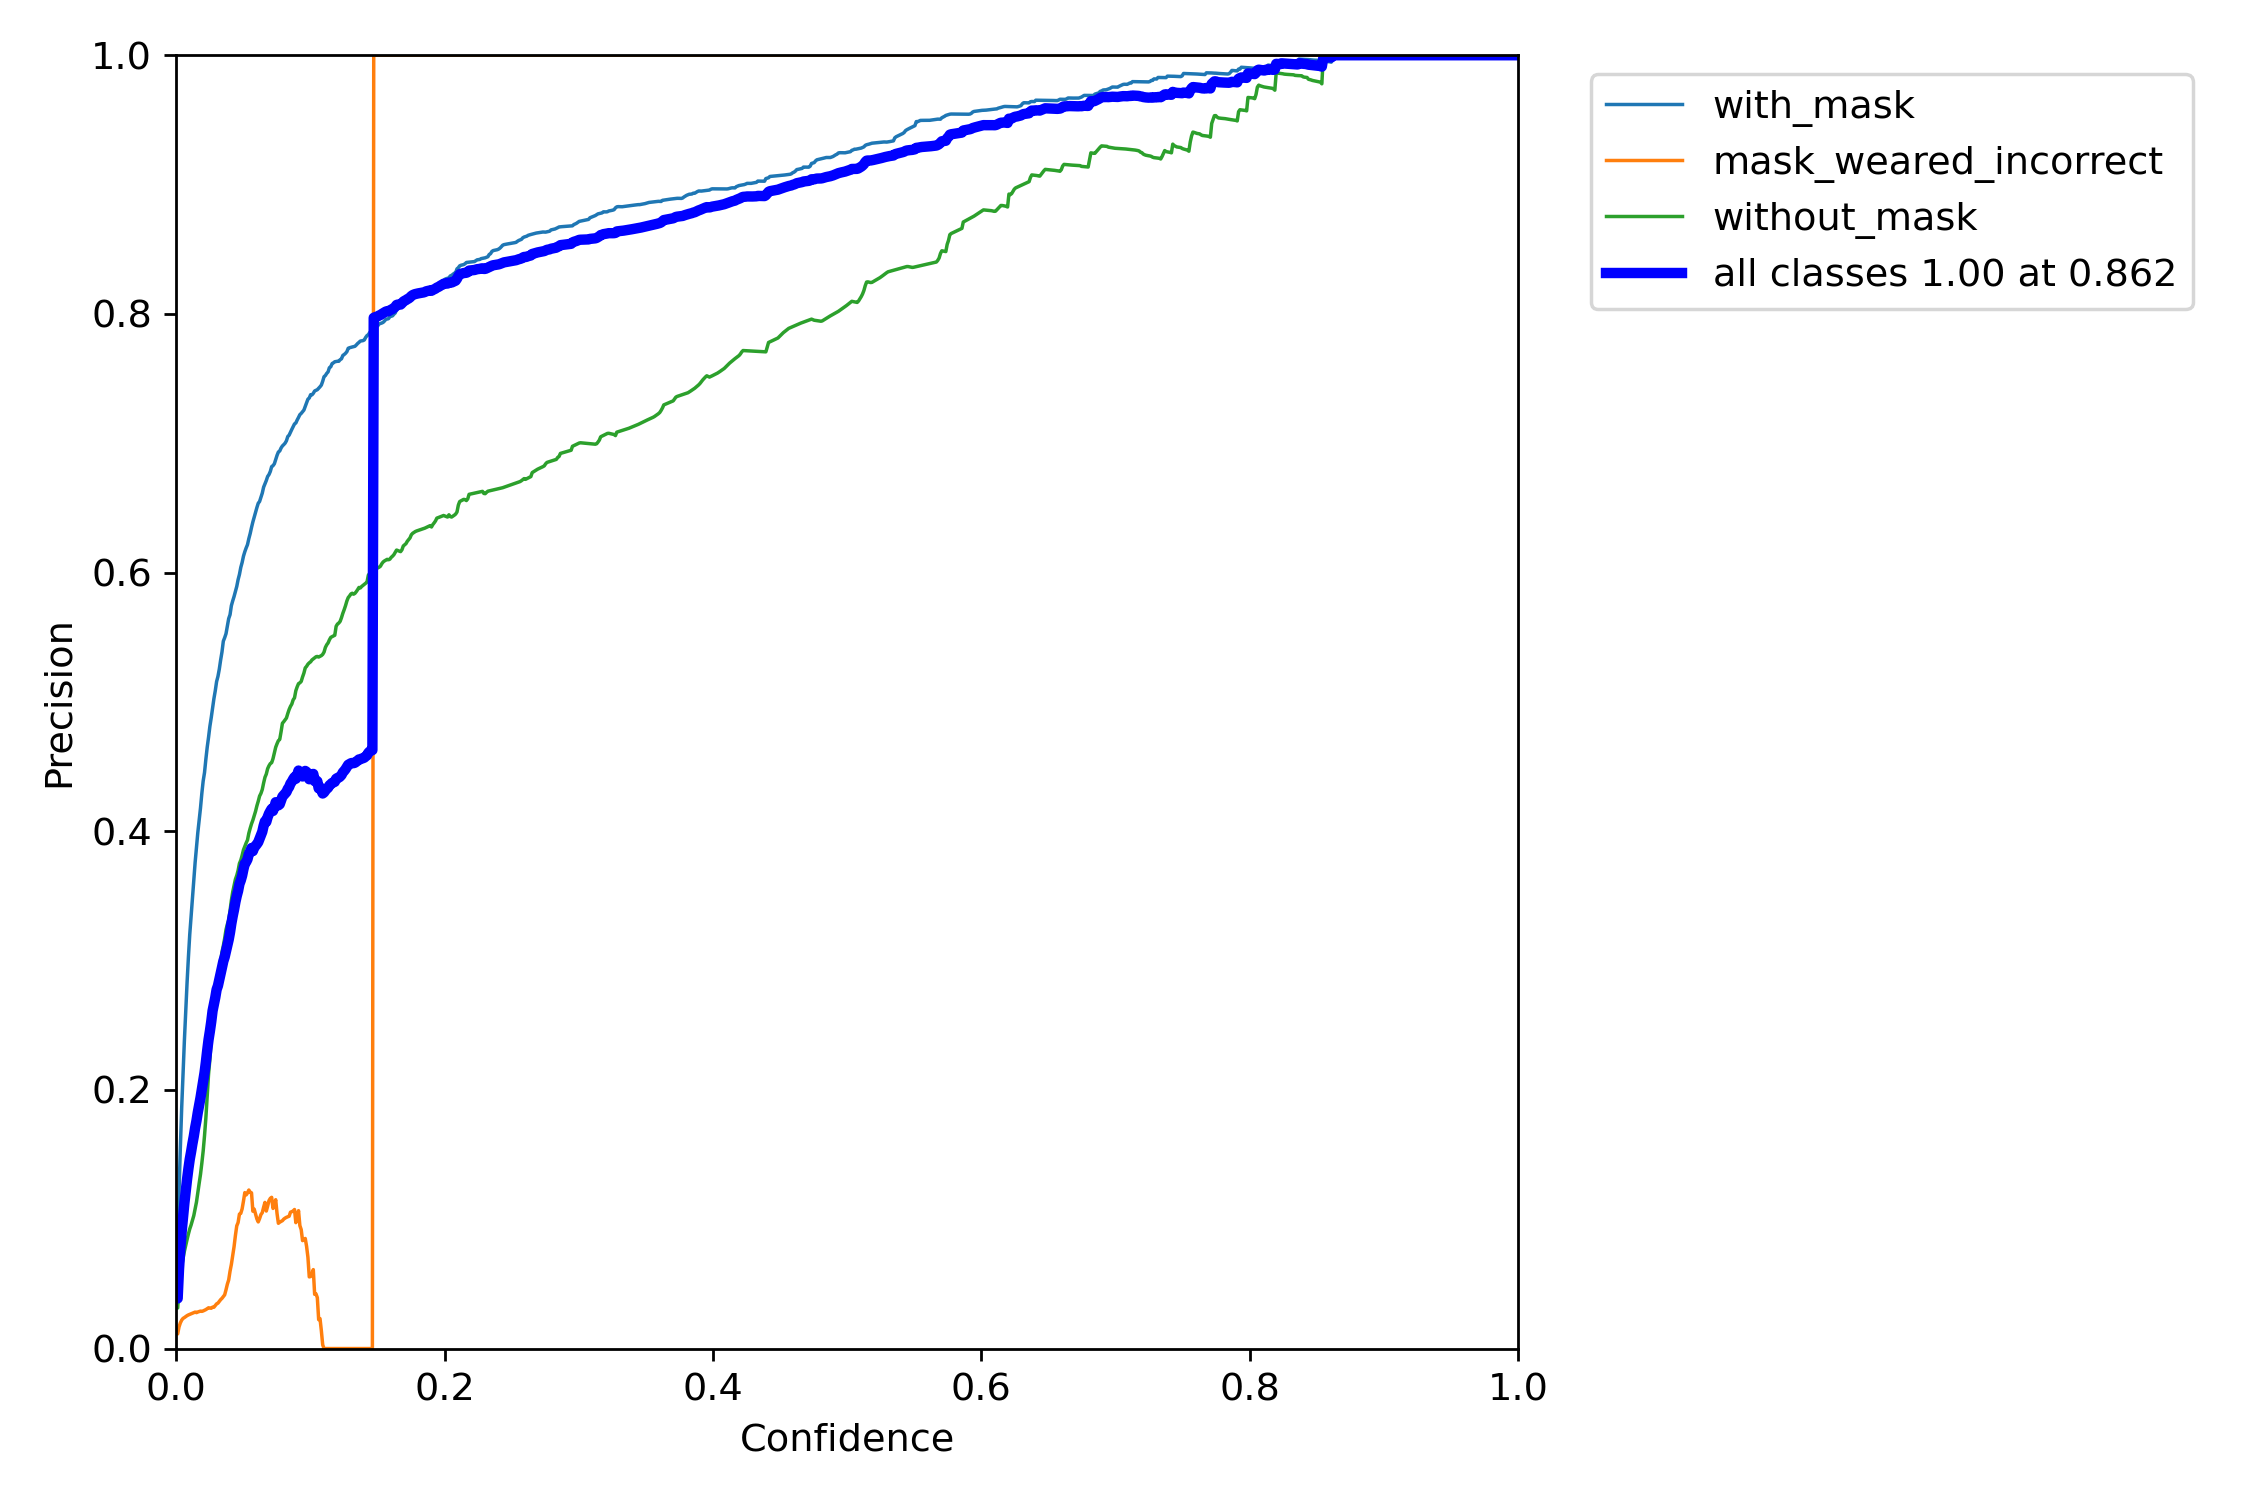 with_mask
mask_weared_incorrect
without_mask
all classes 1.00 at 0.862
1.0
0.8
0.6
0.4
0.2
0.0
Precision
0.0 0.2 0.4 0.6 0.8 1.0
Confidence